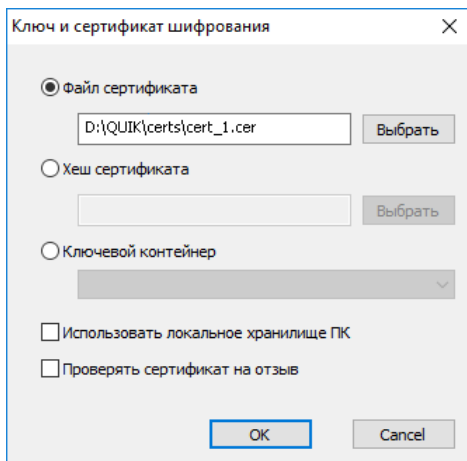 Ключ и сертификат шифрования
Файл сертификата
D:\QUIK\certs\cert_1.cer
Выбрать
Хеш сертификата
Выбрать
Ключевой контейнер
Использовать локальное хранилище ПК
Проверять сертификат на отзыв
OK
Cancel